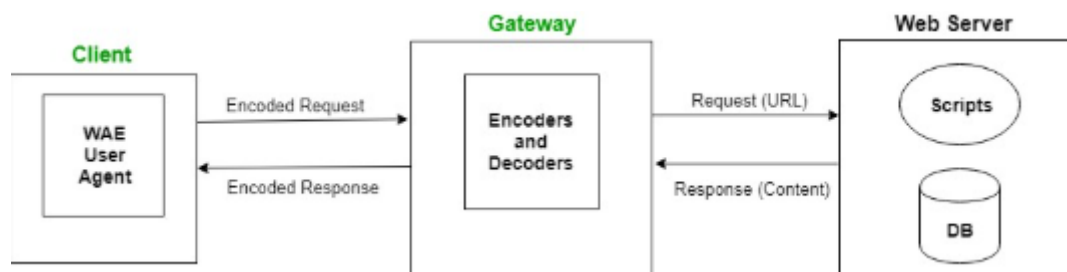 Client
WAE
User
Agent
Encoded Request
Encoded Response
Gateway
Encoders
and
Decoders
Request (URL)
Response (Content)
Web Server
Scripts
DB